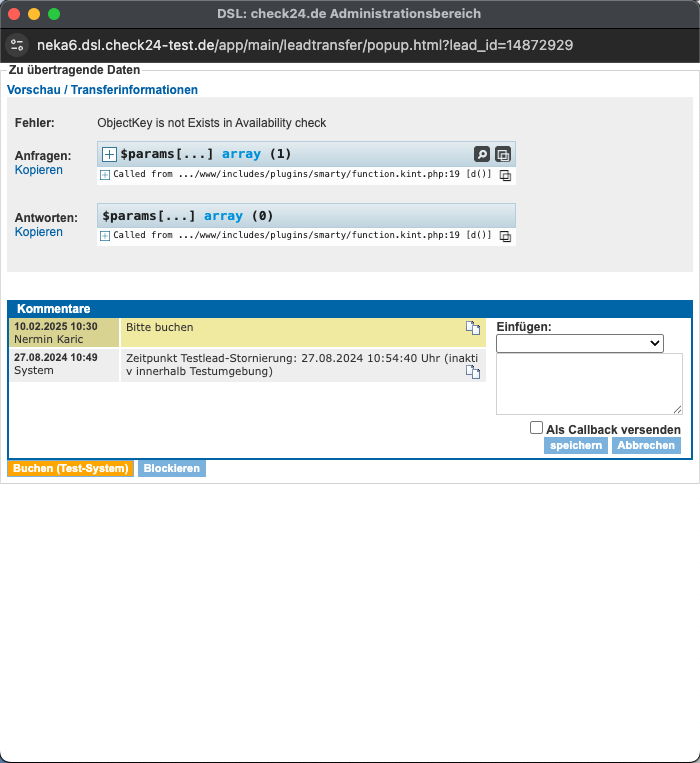 DSL: check24.de Administrationsbereich
neka6.dsl.check24-test.de/app/main/leadtransfer/popup.html?lead_id=14872929
Zu übertragende Daten
Vorschau / Transferinformationen
Fehler: ObjectKey is not Exists in Availability check
Anfragen: $params[...] array (1)
Kopieren Called from .../www/includes/plugins/smarty/function.kint.php:19 [d()]
Antworten: $params[...] array (0)
Kopieren Called from .../www/includes/plugins/smarty/function.kint.php:19 [d()]
Kommentare
10.02.2025 10:30 Bitte buchen
Nermin Karic
27.08.2024 10:49 Zeitpunkt Testlead-Stornierung: 27.08.2024 10:54:40 Uhr (inakti
System v innerhalb Testumgebung)
Einfügen:
Als Callback versenden
speichern Abbrechen
Buchen (Test-System) Blockieren